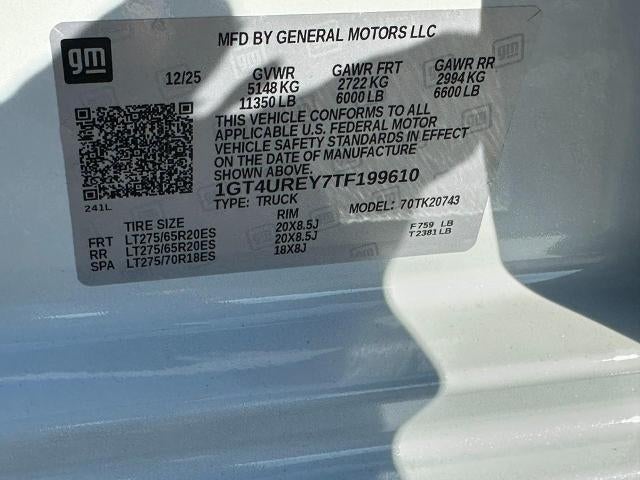 gm
MFD BY GENERAL MOTORS LLC
12/25 GVWR GAWR FRT GAWR RR
5148 KG 2722 KG 2994 KG
11350 LB 6000 LB 6600 LB
THIS VEHICLE CONFORMS TO ALL
APPLICABLE U.S. FEDERAL MOTOR
VEHICLE SAFETY STANDARDS IN EFFECT
ON THE DATE OF MANUFACTURE SHOWN ABOVE.
1GT4UREY7TF199610
TYPE: TRUCK MODEL: 70TK20743
241L
TIRE SIZE RIM
FRT LT275/65R20ES 20X8.5J F 759 LB
RR LT275/65R20ES 20X8.5J T 2381 LB
SPA LT275/70R18ES 18X8J